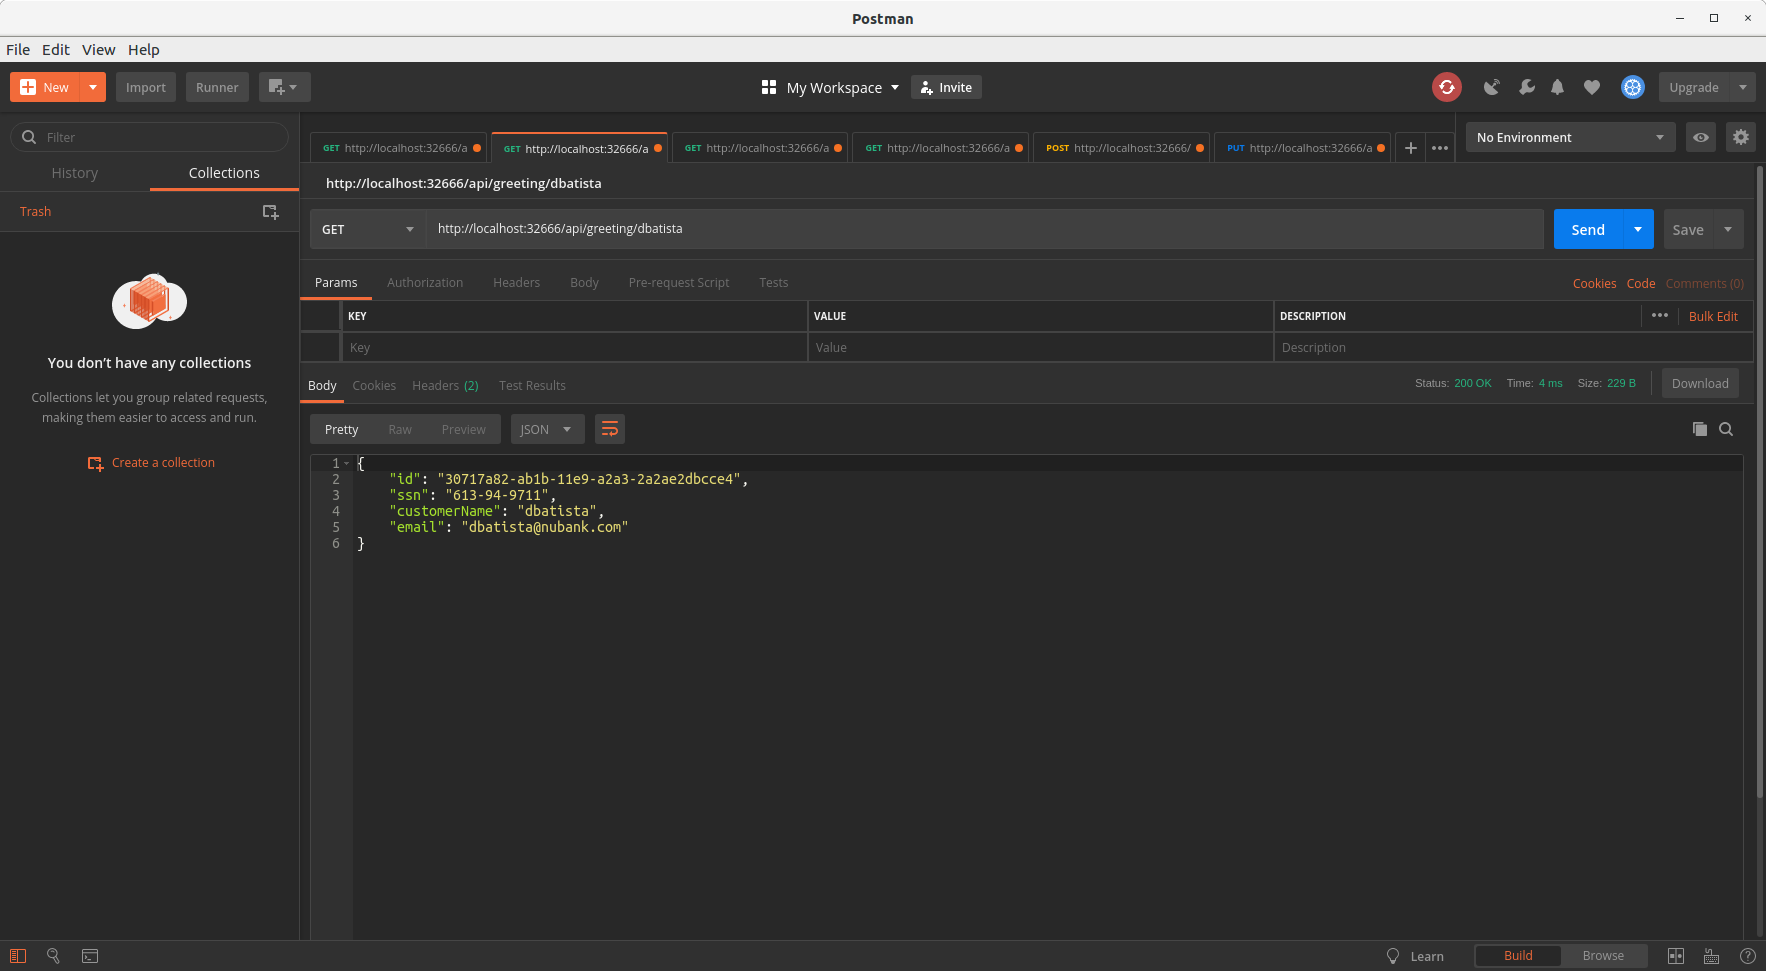 Postman
File Edit View Help
New Import Runner My Workspace Invite Upgrade
Filter
History Collections
Trash
You don’t have any collections
Collections let you group related requests,
making them easier to access and run.
Create a collection
GET http://localhost:32666/a GET http://localhost:32666/a GET http://localhost:32666/a GET http://localhost:32666/a POST http://localhost:32666/ PUT http://localhost:32666/a + ••• No Environment
http://localhost:32666/api/greeting/dbatista
GET http://localhost:32666/api/greeting/dbatista Send Save
Params Authorization Headers Body Pre-request Script Tests Cookies Code Comments (0)
KEY VALUE DESCRIPTION ••• Bulk Edit
Key Value Description
Body Cookies Headers (2) Test Results Status: 200 OK Time: 4 ms Size: 229 B Download
Pretty Raw Preview JSON
1 {
2 "id": "30717a82-ab1b-11e9-a2a3-2a2ae2dbcce4",
3 "ssn": "613-94-9711",
4 "customerName": "dbatista",
5 "email": "dbatista@nubank.com"
6 }
Learn Build Browse